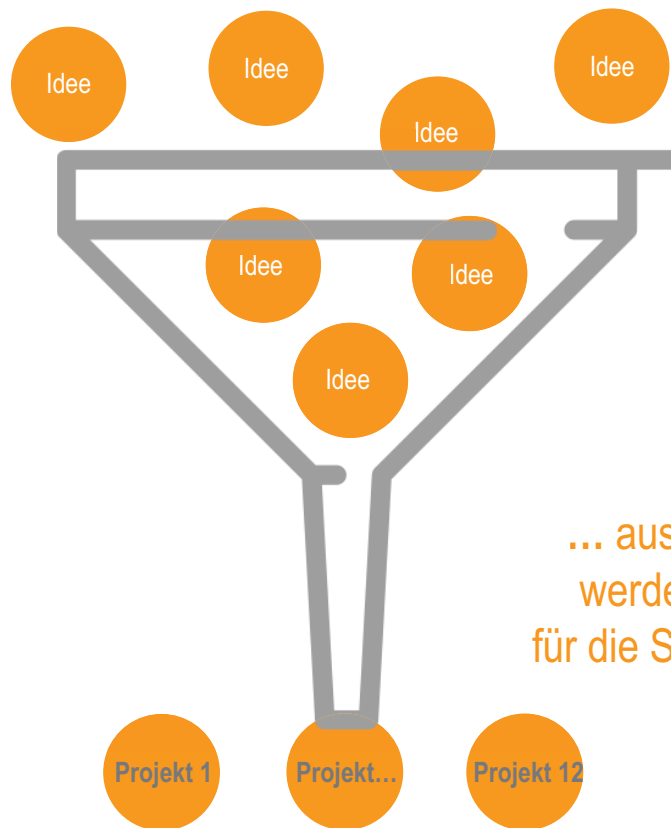 Idee
Idee
Idee
Idee
Idee
Idee
Idee
... aus
werde
für die S
Projekt 1
Projekt...
Projekt 12